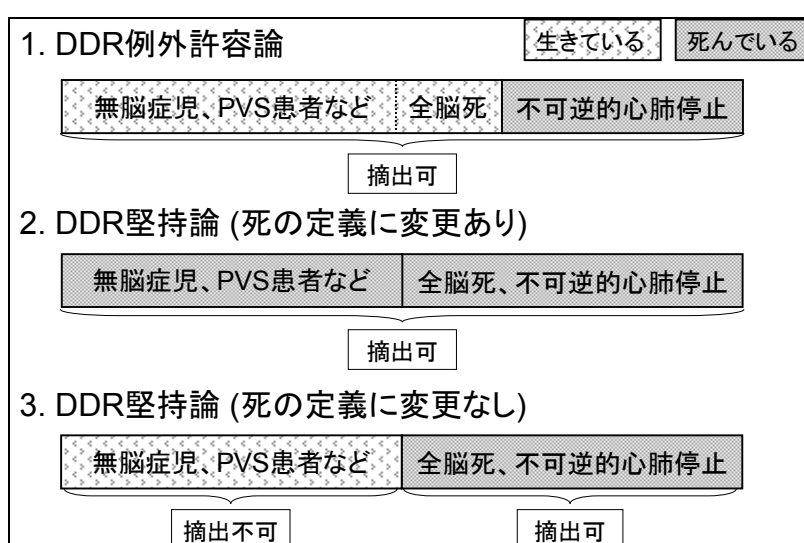 1. DDR例外許容論
生きている 死んでいる
無脳症児、PVS患者など 全脳死 不可逆的心肺停止
摘出可
2. DDR堅持論 (死の定義に変更あり)
無脳症児、PVS患者など 全脳死、不可逆的心肺停止
摘出可
3. DDR堅持論 (死の定義に変更なし)
無脳症児、PVS患者など 全脳死、不可逆的心肺停止
摘出不可 摘出可